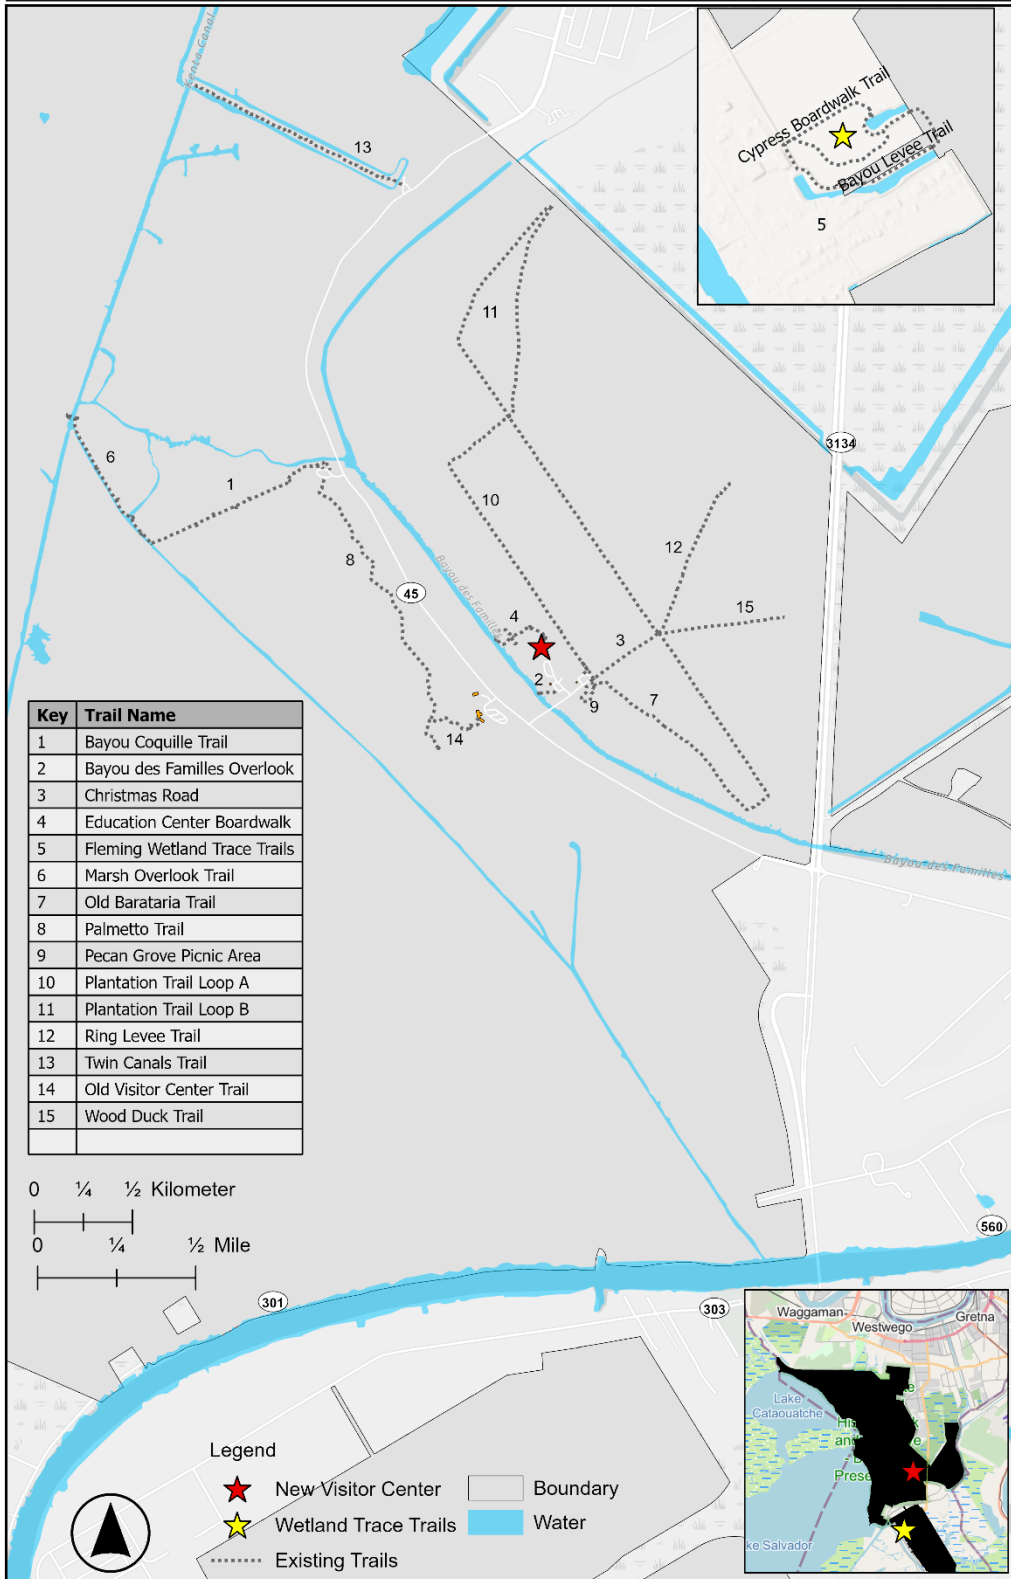 Kenta Canal
13
Cypress Boardwalk Trail
Bayou Levee Trail
5
11
3134
6
1
10
8
12
Bayou des Familles
45
15
4
3
2
9
7
14
Key Trail Name
1 Bayou Coquille Trail
2 Bayou des Familles Overlook
3 Christmas Road
4 Education Center Boardwalk
5 Fleming Wetland Trace Trails
6 Marsh Overlook Trail
7 Old Barataria Trail
8 Palmetto Trail
9 Pecan Grove Picnic Area
10 Plantation Trail Loop A
11 Plantation Trail Loop B
12 Ring Levee Trail
13 Twin Canals Trail
14 Old Visitor Center Trail
15 Wood Duck Trail
Bayou des Familles
0 ¼ ½ Kilometer
0 ¼ ½ Mile
560
301
303
Waggaman
Westwego
Gretna
Lake
Cataouatche
Prese
ke Salvador
Legend
New Visitor Center
Boundary
Wetland Trace Trails
Water
Existing Trails